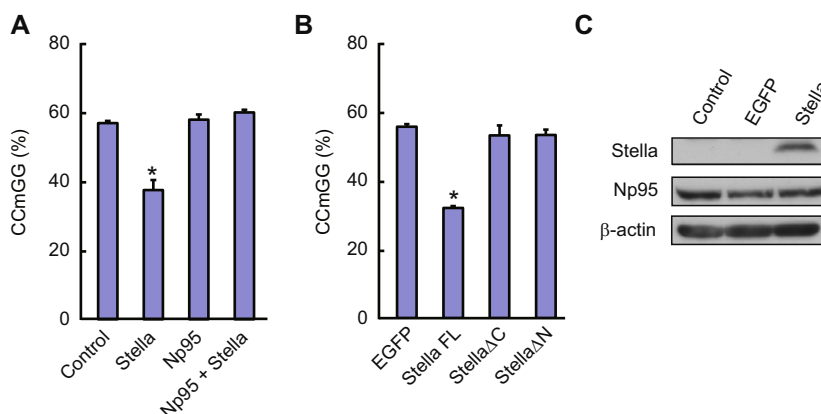 A
CCmGG (%)
80
60
40
20
0
*
Control
Stella
Np95
Np95 + Stella
B
CCmGG (%)
80
60
40
20
0
*
EGFP
Stella FL
StellaΔC
StellaΔN
C
Control
EGFP
Stella
Stella
Np95
β-actin